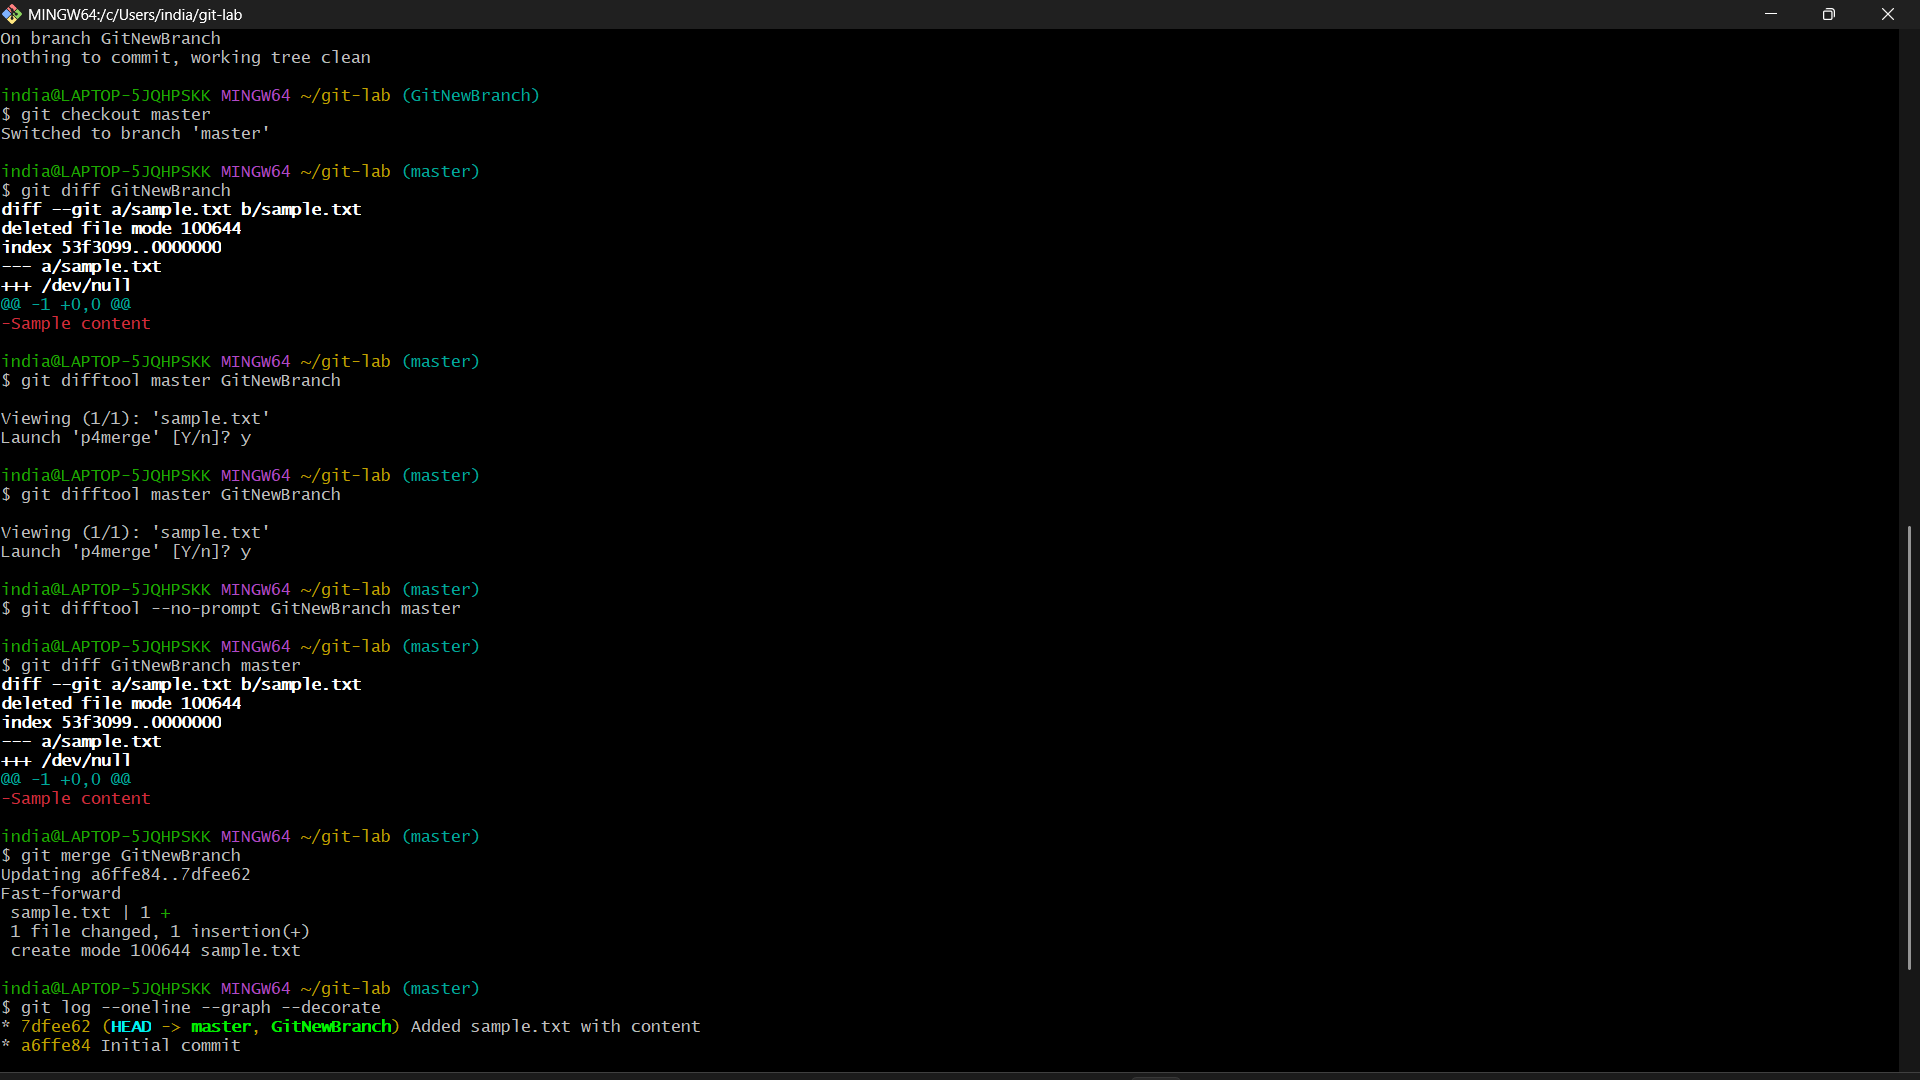 MINGW64:/c/Users/india/git-lab
On branch GitNewBranch
nothing to commit, working tree clean
india@LAPTOP-5JQHPSKK MINGW64 ~/git-lab (GitNewBranch)
$ git checkout master
Switched to branch 'master'
india@LAPTOP-5JQHPSKK MINGW64 ~/git-lab (master)
$ git diff GitNewBranch
diff --git a/sample.txt b/sample.txt
deleted file mode 100644
index 53f3099..0000000
--- a/sample.txt
+++ /dev/null
@@ -1 +0,0 @@
-Sample content
india@LAPTOP-5JQHPSKK MINGW64 ~/git-lab (master)
$ git difftool master GitNewBranch
Viewing (1/1): 'sample.txt'
Launch 'p4merge' [Y/n]? y
india@LAPTOP-5JQHPSKK MINGW64 ~/git-lab (master)
$ git difftool master GitNewBranch
Viewing (1/1): 'sample.txt'
Launch 'p4merge' [Y/n]? y
india@LAPTOP-5JQHPSKK MINGW64 ~/git-lab (master)
$ git difftool --no-prompt GitNewBranch master
india@LAPTOP-5JQHPSKK MINGW64 ~/git-lab (master)
$ git diff GitNewBranch master
diff --git a/sample.txt b/sample.txt
deleted file mode 100644
index 53f3099..0000000
--- a/sample.txt
+++ /dev/null
@@ -1 +0,0 @@
-Sample content
india@LAPTOP-5JQHPSKK MINGW64 ~/git-lab (master)
$ git merge GitNewBranch
Updating a6ffe84..7dfee62
Fast-forward
 sample.txt | 1 +
 1 file changed, 1 insertion(+)
 create mode 100644 sample.txt
india@LAPTOP-5JQHPSKK MINGW64 ~/git-lab (master)
$ git log --oneline --graph --decorate
* 7dfee62 (HEAD -> master, GitNewBranch) Added sample.txt with content
* a6ffe84 Initial commit